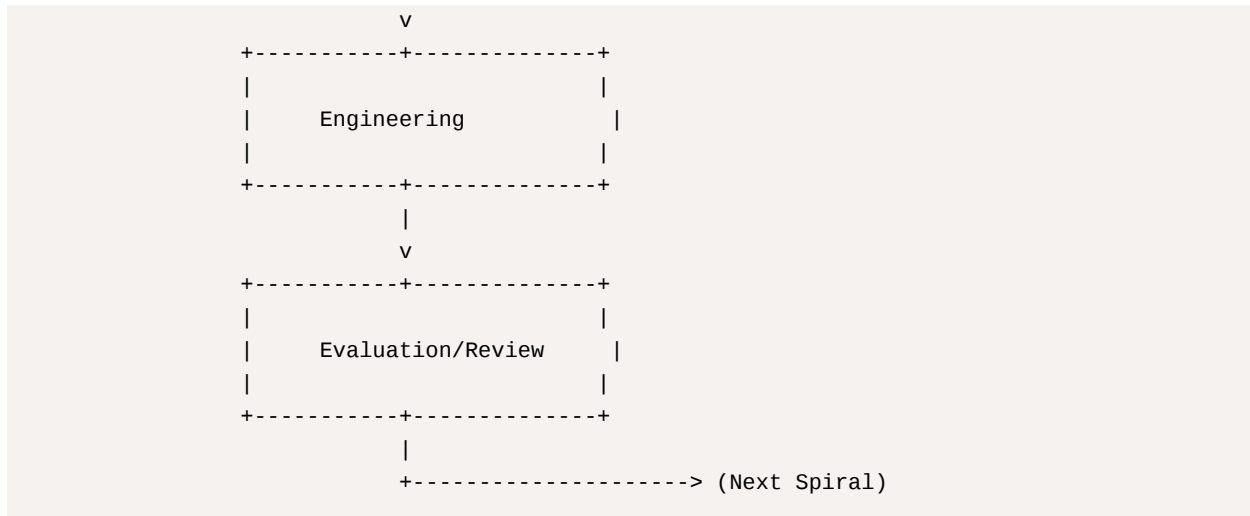 v
+-----------+--------------+
|                          |
|     Engineering           |
|                          |
+-----------+--------------+
|
v
+-----------+--------------+
|                          |
|     Evaluation/Review     |
|                          |
+-----------+--------------+
|
+---------------------> (Next Spiral)